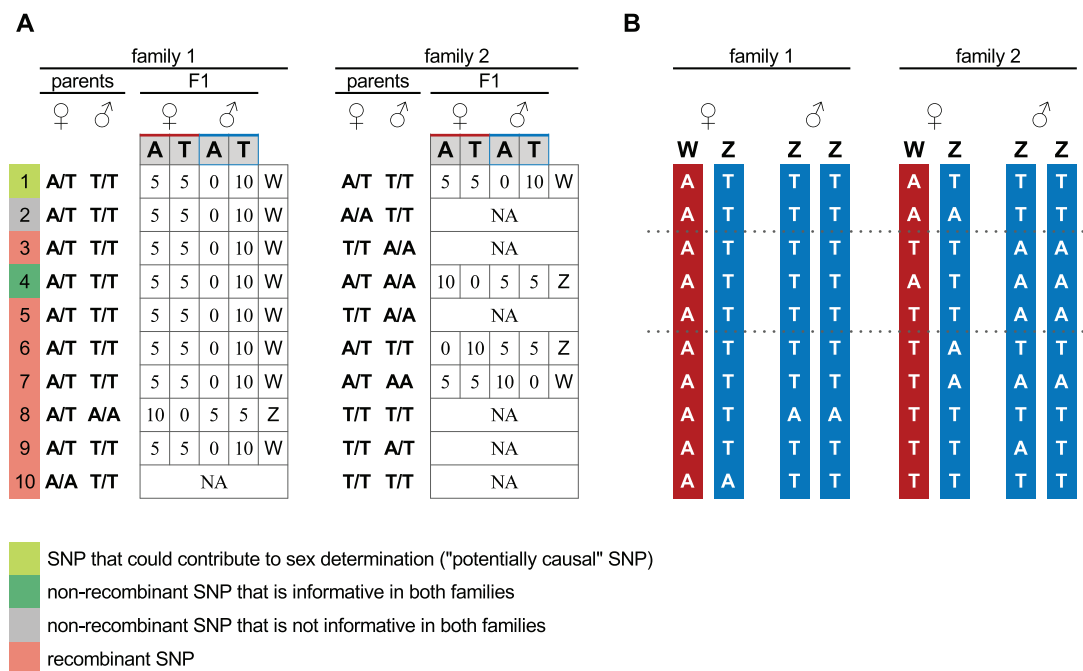 A B
family 1 family 2 family 1 family 2
parents F1 parents F1
♀ ♂ ♀ ♂ ♀ ♂ ♀ ♂ ♀ ♂ ♀ ♂
A T A T A T A T W Z Z Z W Z Z Z
1 A/T T/T 5 5 0 10 W A/T T/T 5 5 0 10 W A T T T A T T T
2 A/T T/T 5 5 0 10 W A/A T/T NA A T T T A A T T
3 A/T T/T 5 5 0 10 W T/T A/A NA A T T T T T A A
4 A/T T/T 5 5 0 10 W A/T A/A 10 0 5 5 Z A T T T A T A A
5 A/T T/T 5 5 0 10 W T/T A/A NA A T T T T T A A
6 A/T T/T 5 5 0 10 W A/T T/T 0 10 5 5 Z A T T T T A T T
7 A/T T/T 5 5 0 10 W A/T AA 5 5 10 0 W A T T T T A A A
8 A/T A/A 10 0 5 5 Z T/T T/T NA A T A A T T T T
9 A/T T/T 5 5 0 10 W T/T A/T NA A T T T T T A T
10 A/A T/T NA T/T T/T NA A A T T T T T T
SNP that could contribute to sex determination ("potentially causal" SNP)
non-recombinant SNP that is informative in both families
non-recombinant SNP that is not informative in both families
recombinant SNP